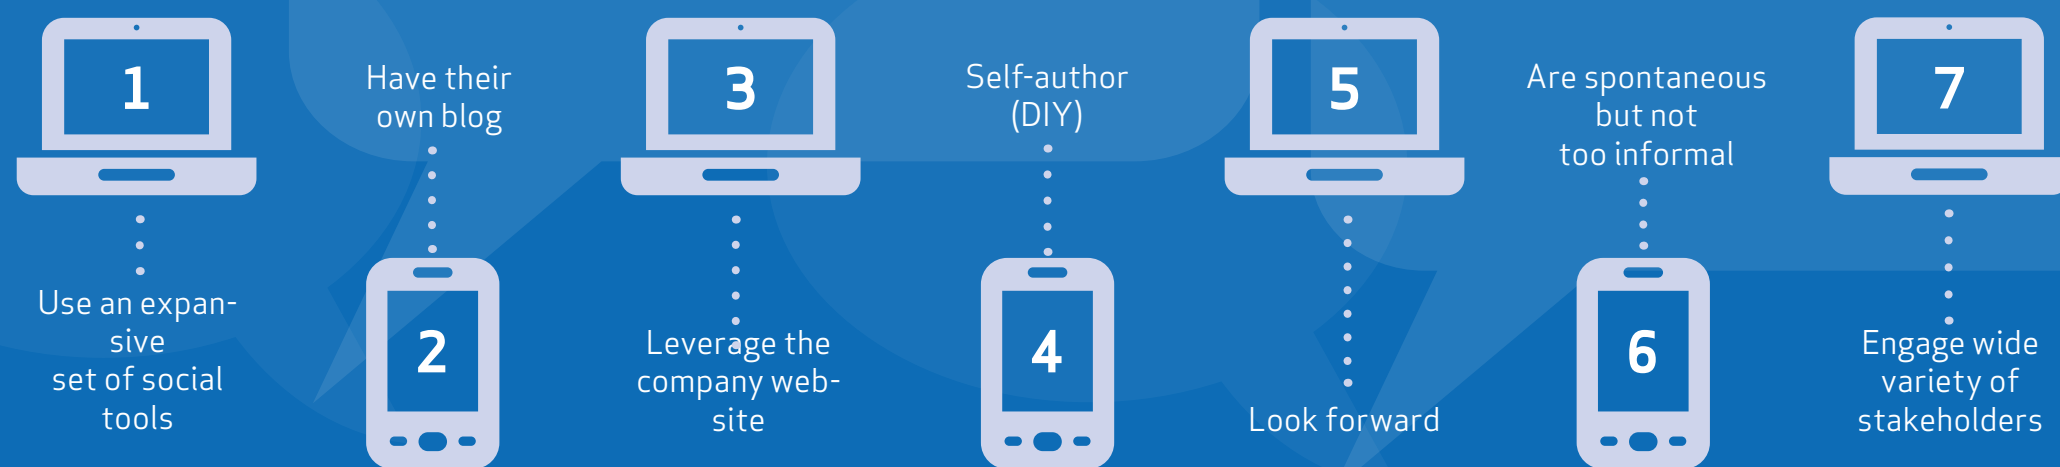 1
Use an expan-
sive
set of social
tools
Have their
own blog
2
3
Leverage the
company web-
site
Self-author
(DIY)
4
5
Look forward
Are spontaneous
but not
too informal
6
7
Engage wide
variety of
stakeholders